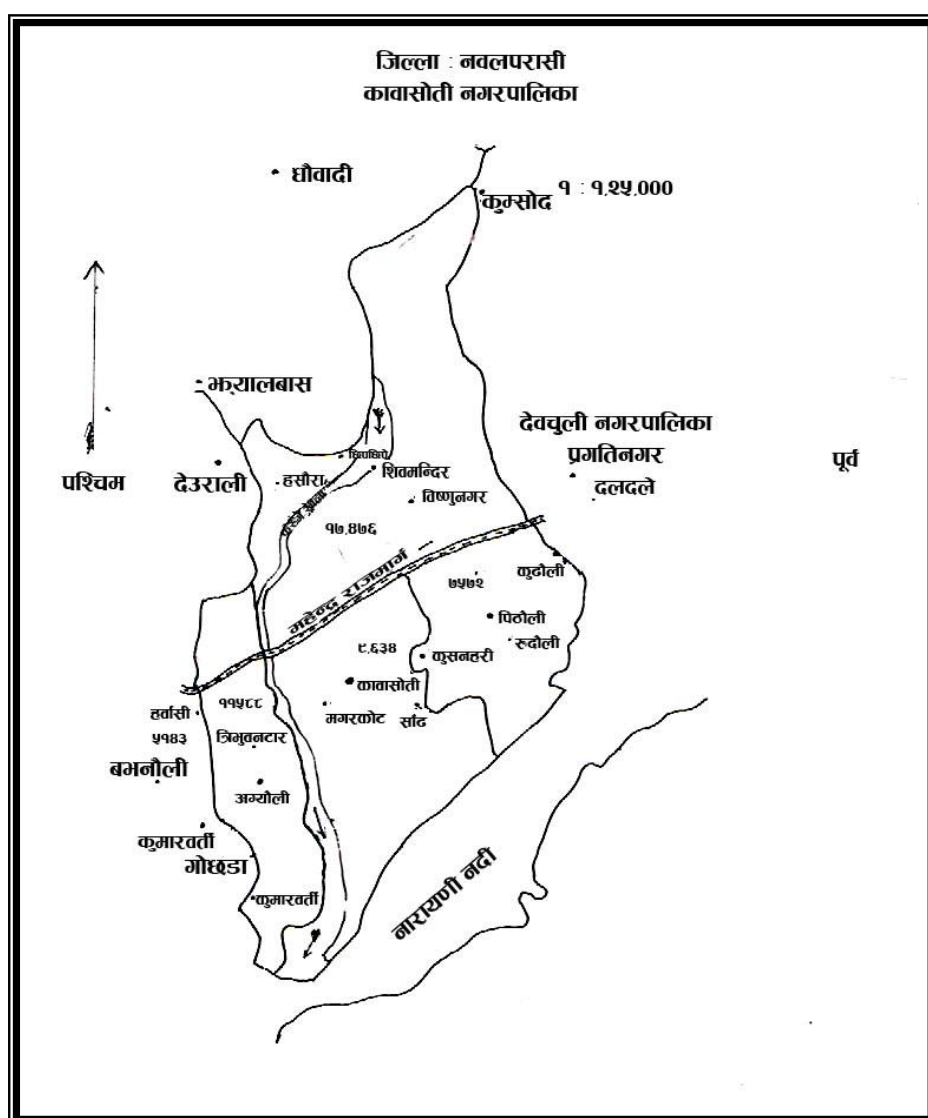 जिल्ला : नवलपरासी
कावासोती नगरपालिका
धौवादी
कुम्सोद
१ : १,२५,०००
झ्यालबास
देवचुली नगरपालिका
प्रगतिनगर
दलदले
पूर्व
पश्चिम
देउराली
हसौरा
शिवमन्दिर
विष्णुनगर
१७,४७६
महेन्द्र राजमार्ग
७५७२
कुढौली
पिठौली
रुदौली
९,६३४
कुसनहरी
कावासोती
मगरकोट
साँढ
११५८८
हर्वासी
५१४३
त्रिभुवनटार
बभनौली
अग्यौली
कुमारवर्ती
गोछडा
कुमारवर्ती
नारायणी नदी